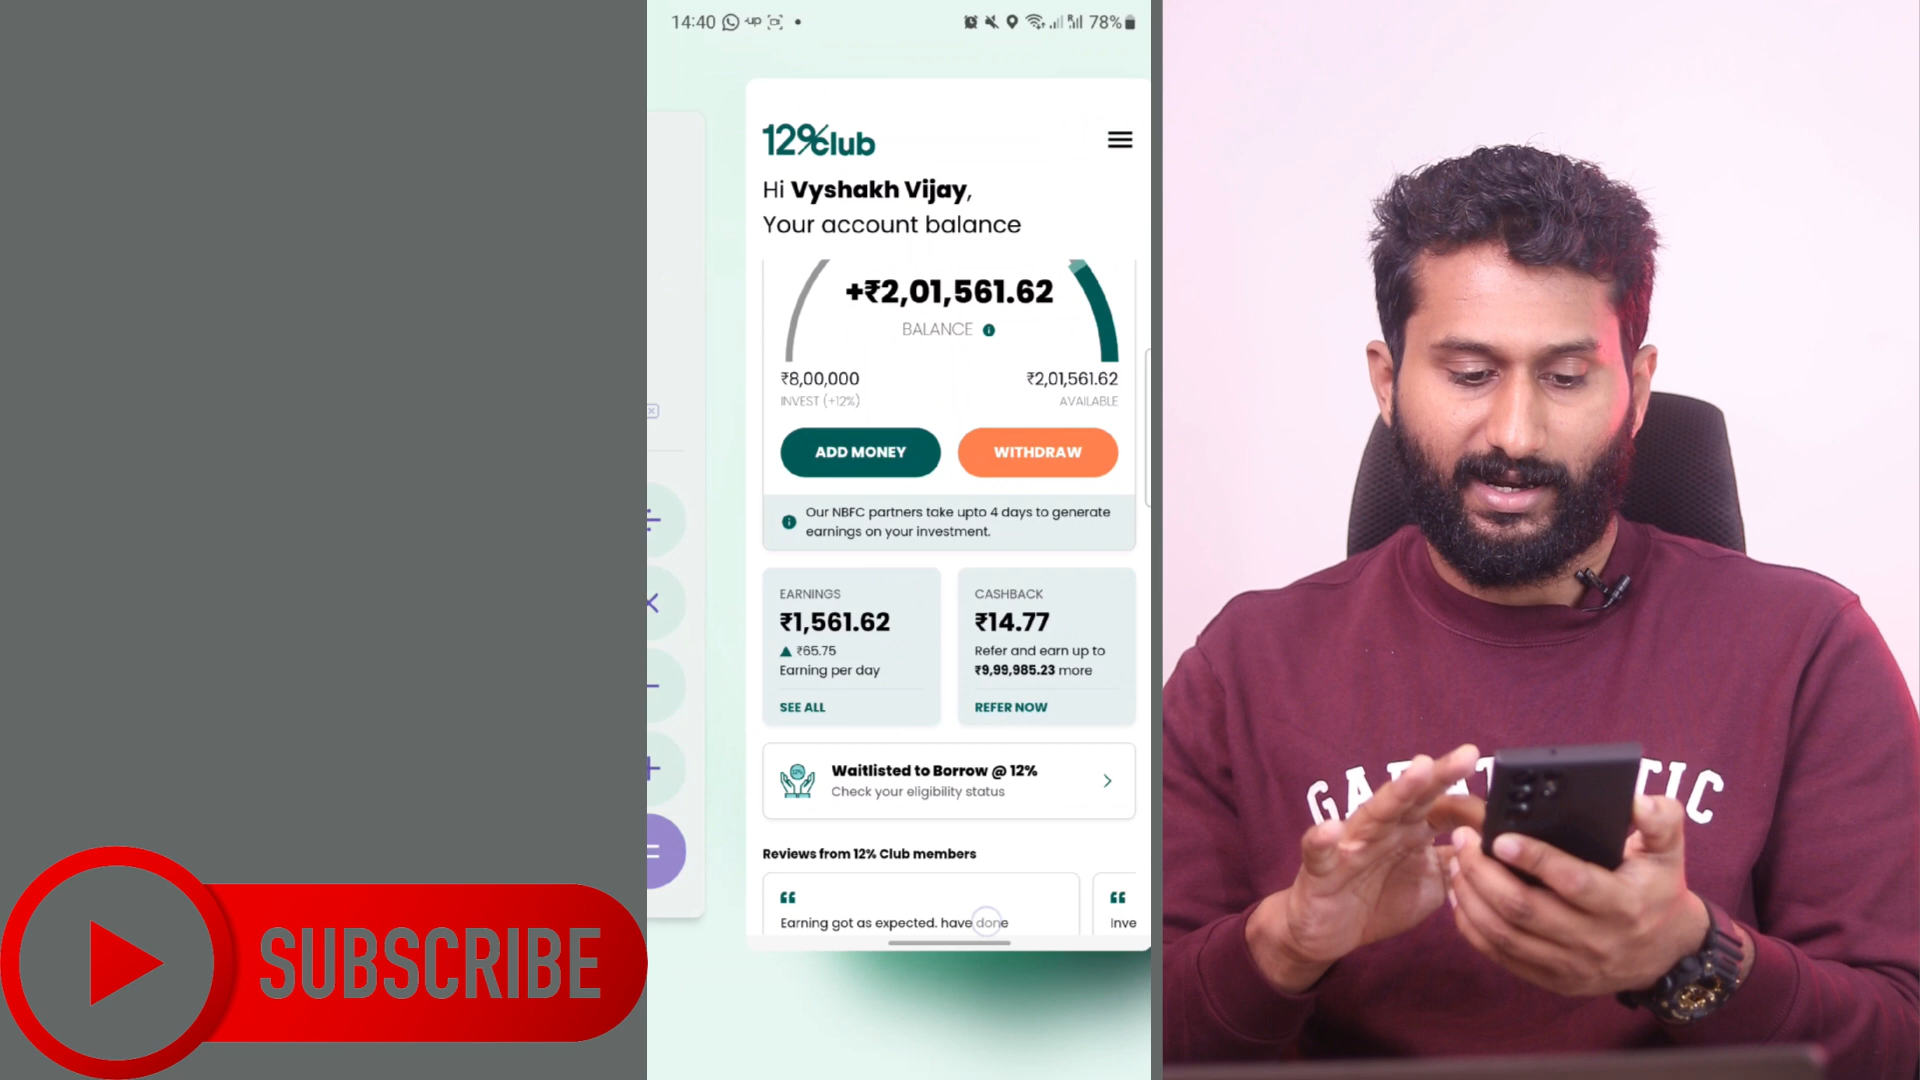 14:40
78%
12%club
Hi Vyshakh Vijay,
Your account balance
+₹2,01,561.62
BALANCE
₹8,00,000
₹2,01,561.62
INVEST (+12%)
AVAILABLE
ADD MONEY
WITHDRAW
Our NBFC partners take upto 4 days to generate
earnings on your investment.
EARNINGS
₹1,561.62
▲ ₹65.75
Earning per day
SEE ALL
CASHBACK
₹14.77
Refer and earn up to
₹9,99,985.23 more
REFER NOW
Waitlisted to Borrow @ 12%
Check your eligibility status
Reviews from 12% Club members
Earning got as expected. have done
Inve
SUBSCRIBE